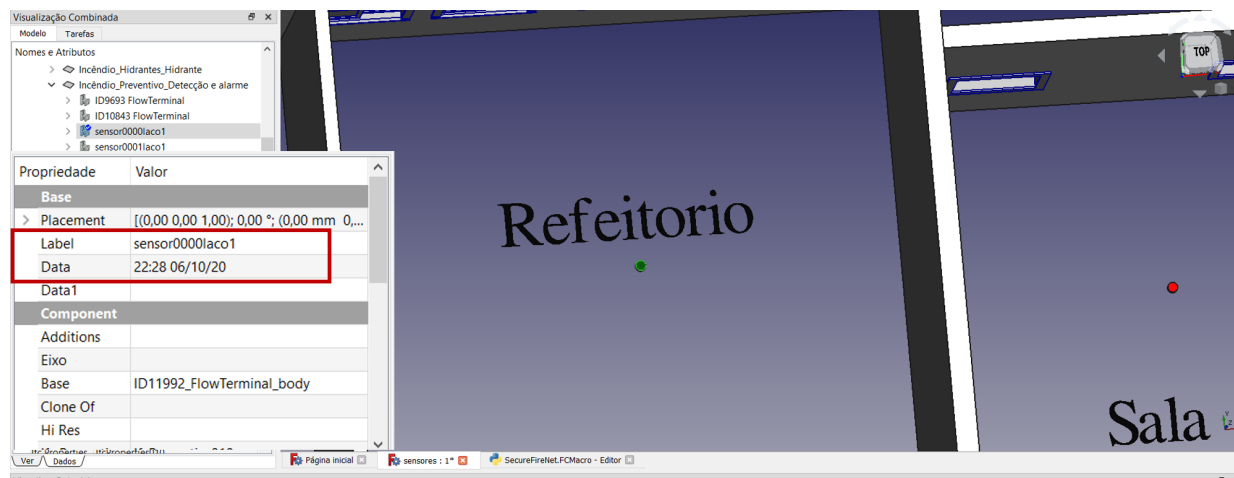 Visualização Combinada
Modelo Tarefas
Nomes e Atributos
Incêndio_Hidrantes_Hidrante
Incêndio_Preventivo_Detecção e alarme
ID9693 FlowTerminal
ID10843 FlowTerminal
sensor0000laco1
sensor0001laco1
Propriedade Valor
Base
Placement [(0,00 0,00 1,00); 0,00 °; (0,00 mm 0,...
Label sensor0000laco1
Data 22:28 06/10/20
Data1
Component
Additions
Eixo
Base ID11992_FlowTerminal_body
Clone Of
Hi Res
Ver Dados
Refeitorio
TOP
Sala
Página inicial
sensores : 1*
SecureFireNet.FCMacro - Editor